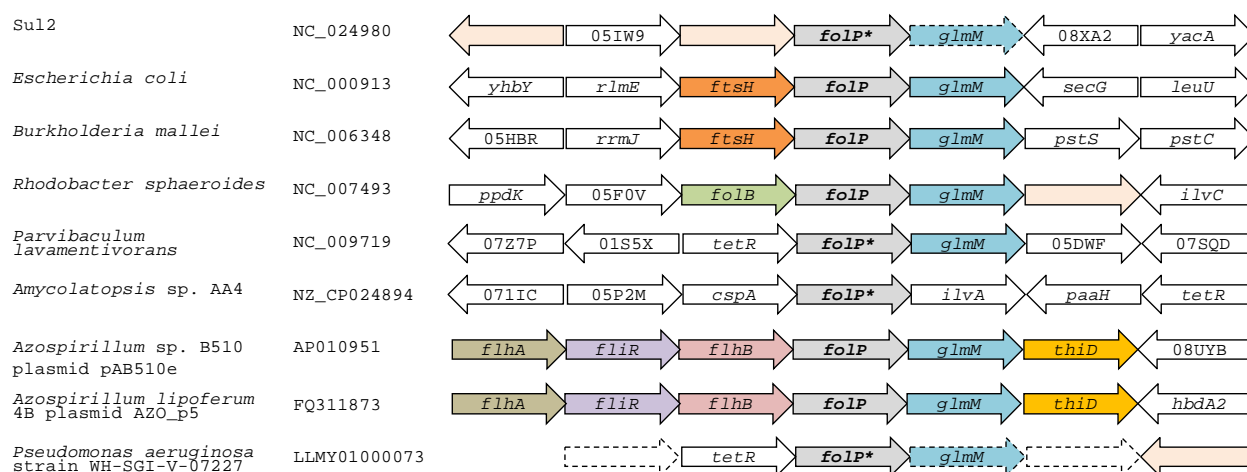 Sul2 NC_024980 05IW9 folP* glmM 08XA2 yacA
Escherichia coli NC_000913 yhbY rlmE ftsH folP glmM secG leuU
Burkholderia mallei NC_006348 05HBR rrmJ ftsH folP glmM pstS pstC
Rhodobacter sphaeroides NC_007493 ppdK 05F0V folB folP glmM ilvC
Parvibaculum
lavamentivorans NC_009719 07Z7P 01S5X tetR folP* glmM 05DWF 07SQD
Amycolatopsis sp. AA4 NZ_CP024894 071IC 05P2M cspA folP* ilvA paaH tetR
Azospirillum sp. B510 AP010951 flhA fliR flhB folP glmM thiD 08UYB
plasmid pAB510e
Azospirillum lipoferum
4B plasmid AZO_p5 FQ311873 flhA fliR flhB folP glmM thiD hbdA2
Pseudomonas aeruginosa
strain WH-SGI-V-07227 LLMY01000073 tetR folP* glmM